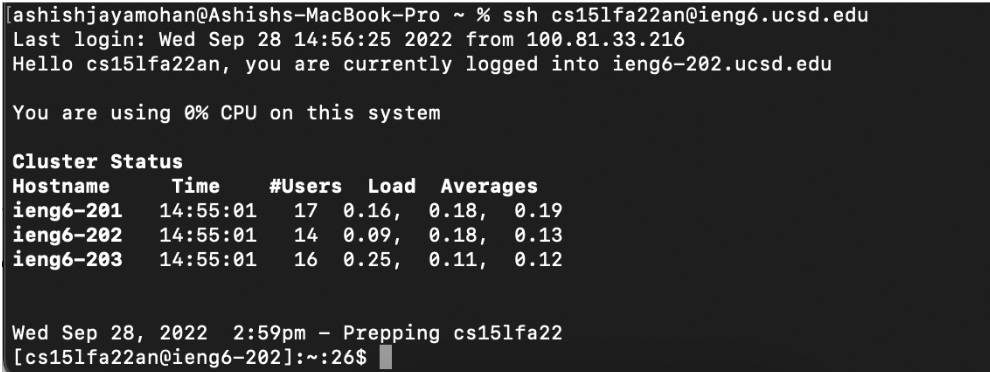 [ashishjayamohan@Ashishs-MacBook-Pro ~ % ssh cs15lfa22an@ieng6.ucsd.edu
Last login: Wed Sep 28 14:56:25 2022 from 100.81.33.216
Hello cs15lfa22an, you are currently logged into ieng6-202.ucsd.edu
You are using 0% CPU on this system
Cluster Status
Hostname Time #Users Load Averages
ieng6-201 14:55:01 17 0.16, 0.18, 0.19
ieng6-202 14:55:01 14 0.09, 0.18, 0.13
ieng6-203 14:55:01 16 0.25, 0.11, 0.12
Wed Sep 28, 2022 2:59pm - Prepping cs15lfa22
[cs15lfa22an@ieng6-202]:~:26$